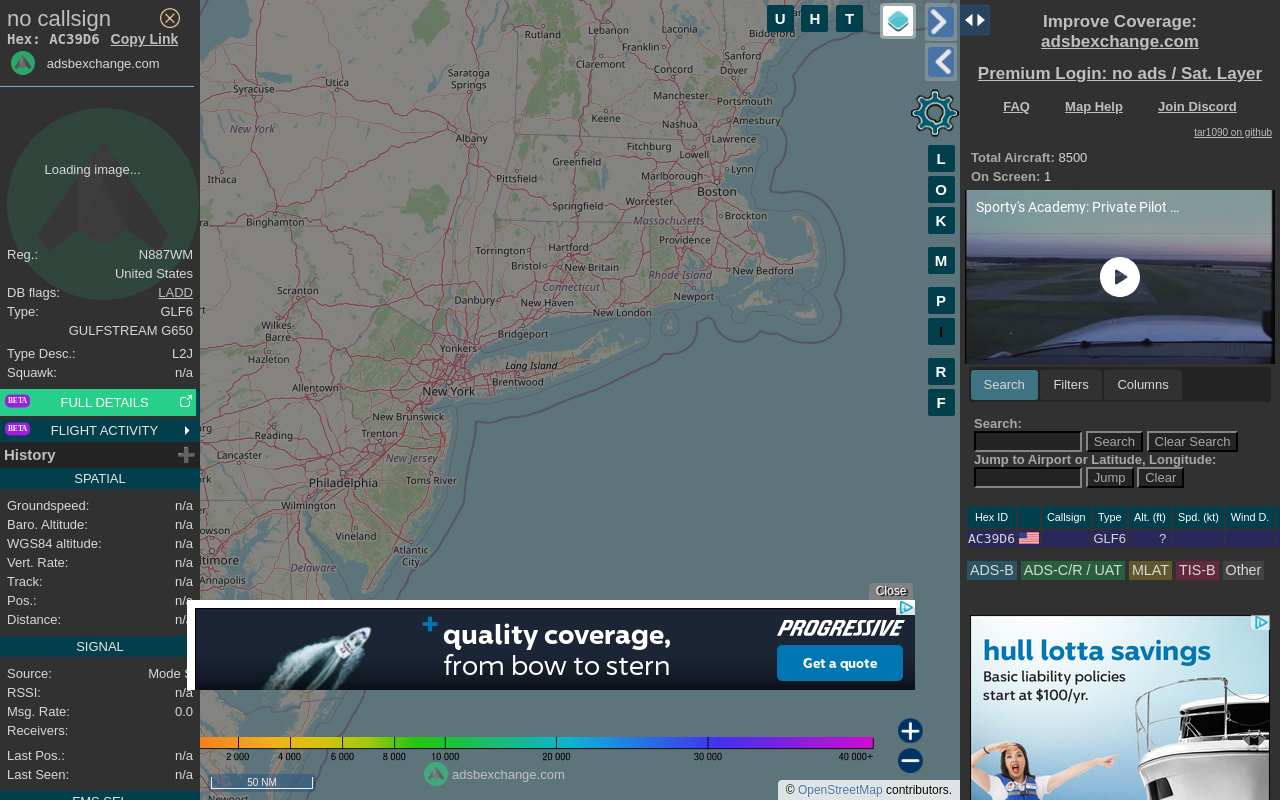 no callsign
Hex: AC39D6 Copy Link
adsbexchange.com
Loading image...
Reg.: N887WM
United States
DB flags: LADD
Type: GLF6
GULFSTREAM G650
Type Desc.: L2J
Squawk: n/a
BETA FULL DETAILS
BETA FLIGHT ACTIVITY
History
SPATIAL
Groundspeed: n/a
Baro. Altitude: n/a
WGS84 altitude: n/a
Vert. Rate: n/a
Track: n/a
Pos.: n/a
Distance: n/a
SIGNAL
Source: Mode S
RSSI: n/a
Msg. Rate: 0.0
Receivers:
Last Pos.: n/a
Last Seen: n/a
FMS SEL
U H T
L
O
K
M
P
I
R
F
Rutland
Lebanon
Laconia
Biddeford
Franklin
Sanford
Claremont
Concord
Dover
Saratoga
Springs
Utica
Syracuse
Manchester
Portsmouth
Keene
Nashua
Amesbury
New York
Albany
Lawrence
Fitchburg
Lowell
Greenfield
Lynn
Ithaca
Pittsfield
Marlborough
Boston
Worcester
Springfield
Massachusetts
Brockton
Binghamton
Providence
Hartford
Torrington
Bristol
New Britain
Rhode Island
New Bedford
Connecticut
Newport
Scranton
Danbury
New Haven
New London
Wilkes-
Barre
Bridgeport
Hazleton
Yonkers
Long Island
Brentwood
Allentown
New York
New Brunswick
Reading
Trenton
Lancaster
New Jersey
Toms River
Philadelphia
Wilmington
Vineland
Atlantic
City
Delaware
Annapolis
Newport
Close
quality coverage,
from bow to stern
PROGRESSIVE
Get a quote
2 000 4 000 6 000 8 000 10 000 20 000 30 000 40 000+
adsbexchange.com
50 NM
© OpenStreetMap contributors.
Improve Coverage:
adsbexchange.com
Premium Login: no ads / Sat. Layer
FAQ Map Help Join Discord
tar1090 on github
Total Aircraft: 8500
On Screen: 1
Sporty's Academy: Private Pilot ...
Search Filters Columns
Search:
Search Clear Search
Jump to Airport or Latitude, Longitude:
Jump Clear
Hex ID Callsign Type Alt. (ft) Spd. (kt) Wind D.
AC39D6 GLF6 ?
ADS-B ADS-C/R / UAT MLAT TIS-B Other
hull lotta savings
Basic liability policies
start at $100/yr.